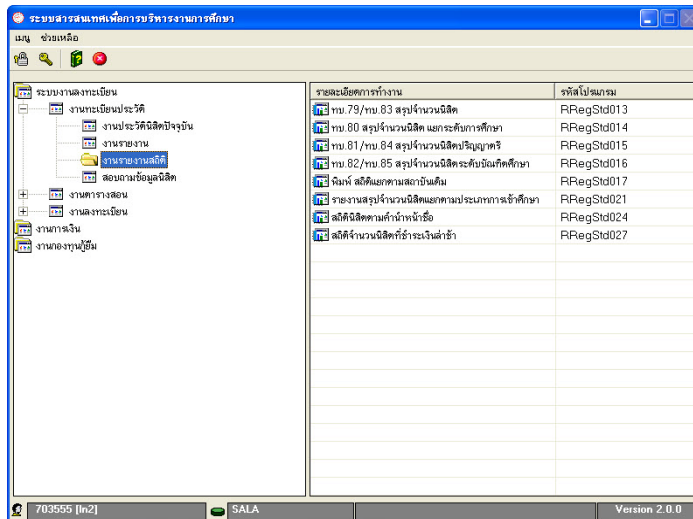 ระบบสารสนเทศเพื่อการบริหารงานการศึกษา
เมนู ช่วยเหลือ
ระบบงานลงทะเบียน
งานทะเบียนประวัติ
งานประวัตินิสิตปัจจุบัน
งานรายงาน
งานรายงานสถิติ
สอบถามข้อมูลนิสิต
งานตารางสอน
งานลงทะเบียน
งานการเงิน
งานกองทุนกู้ยืม
รายละเอียดการทำงาน รหัสโปรแกรม
ทบ.79/ทบ.83 สรุปจำนวนนิสิต RRegStd013
ทบ.80 สรุปจำนวนนิสิต แยกระดับการศึกษา RRegStd014
ทบ.81/ทบ.84 สรุปจำนวนนิสิตปริญญาตรี RRegStd015
ทบ.82/ทบ.85 สรุปจำนวนนิสิตระดับบัณฑิตศึกษา RRegStd016
พิมพ์ สถิติแยกตามสถาบันเดิม RRegStd017
รายงานสรุปจำนวนนิสิตแยกตามประเภทการเข้าศึกษา RRegStd021
สถิตินิสิตตามคำนำหน้าชื่อ RRegStd024
สถิติจำนวนนิสิตที่ชำระเงินล่าช้า RRegStd027
703555 [ln2] SALA Version 2.0.0